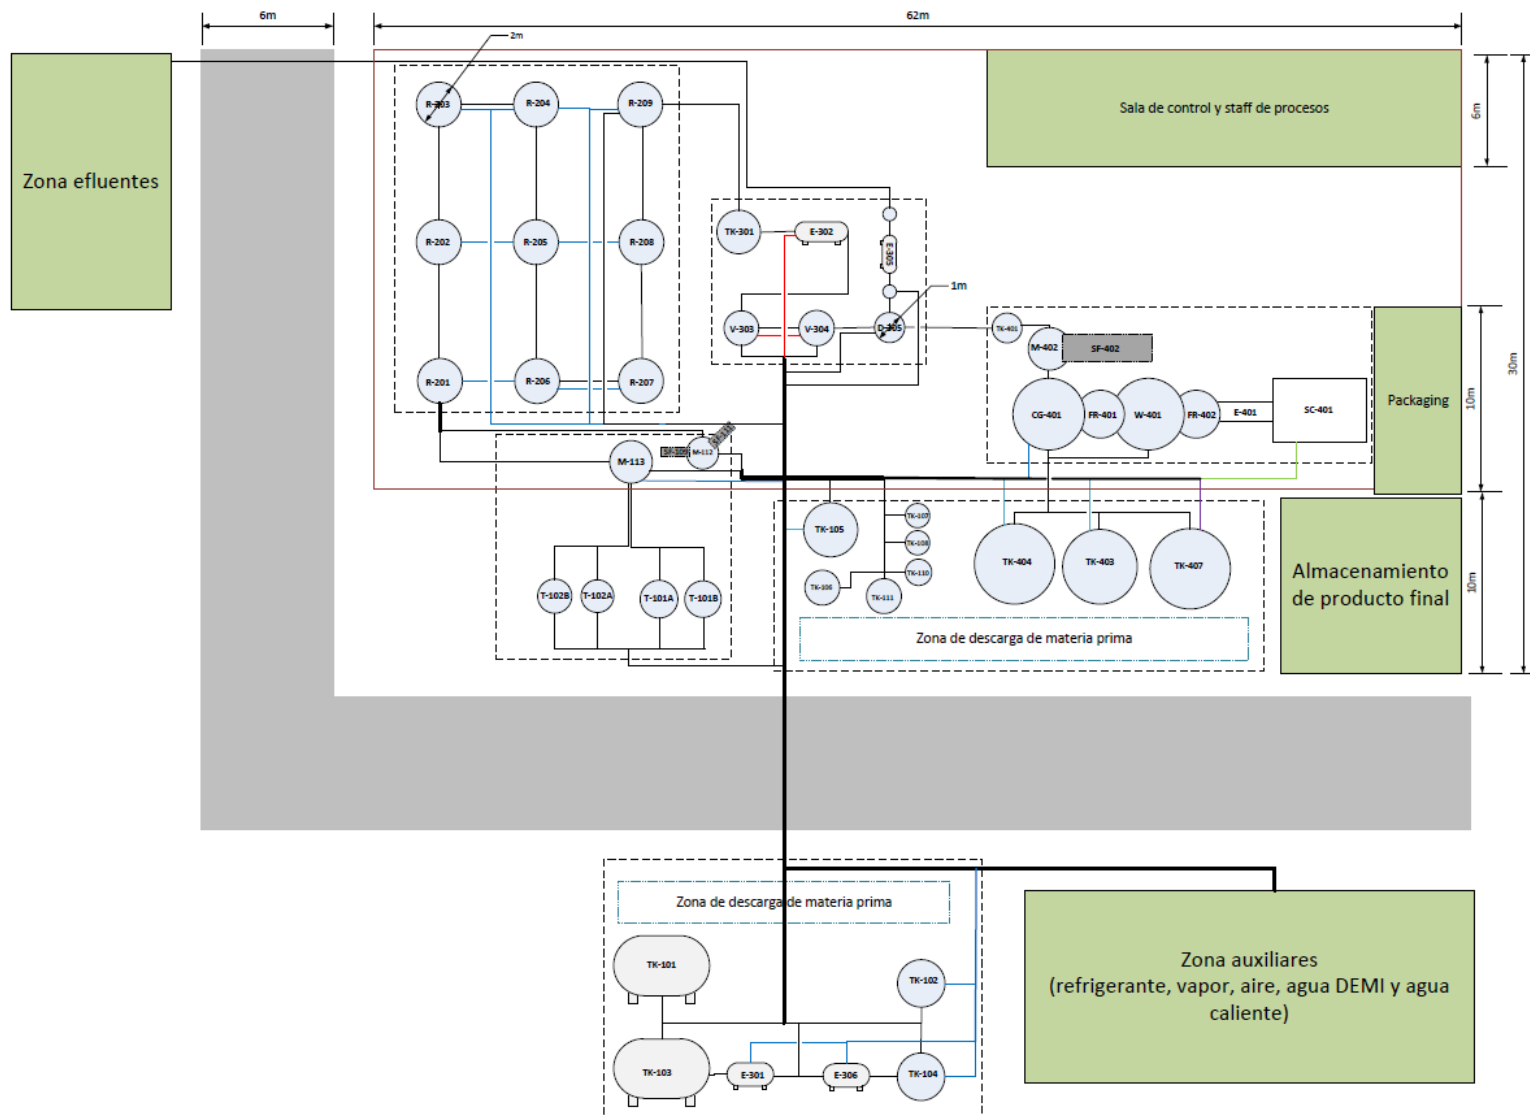 6m
62m
2m
R-203
R-204
R-209
Sala de control y staff de procesos
6m
Zona efluentes
R-202
R-205
R-208
TK-301
E-302
E-305
1m
V-303
V-304
D-305
TK-401
M-402
SF-402
30m
R-201
R-206
R-207
CG-401
FR-401
W-401
FR-402
E-401
SC-401
Packaging
10m
M-113
M-112
TK-105
TK-107
TK-108
TK-110
TK-106
TK-111
TK-404
TK-403
TK-407
Almacenamiento
de producto final
10m
T-102B
T-102A
T-101A
T-101B
Zona de descarga de materia prima
Zona de descarga de materia prima
TK-101
TK-102
TK-103
E-301
E-306
TK-104
Zona auxiliares
(refrigerante, vapor, aire, agua DEMI y agua
caliente)